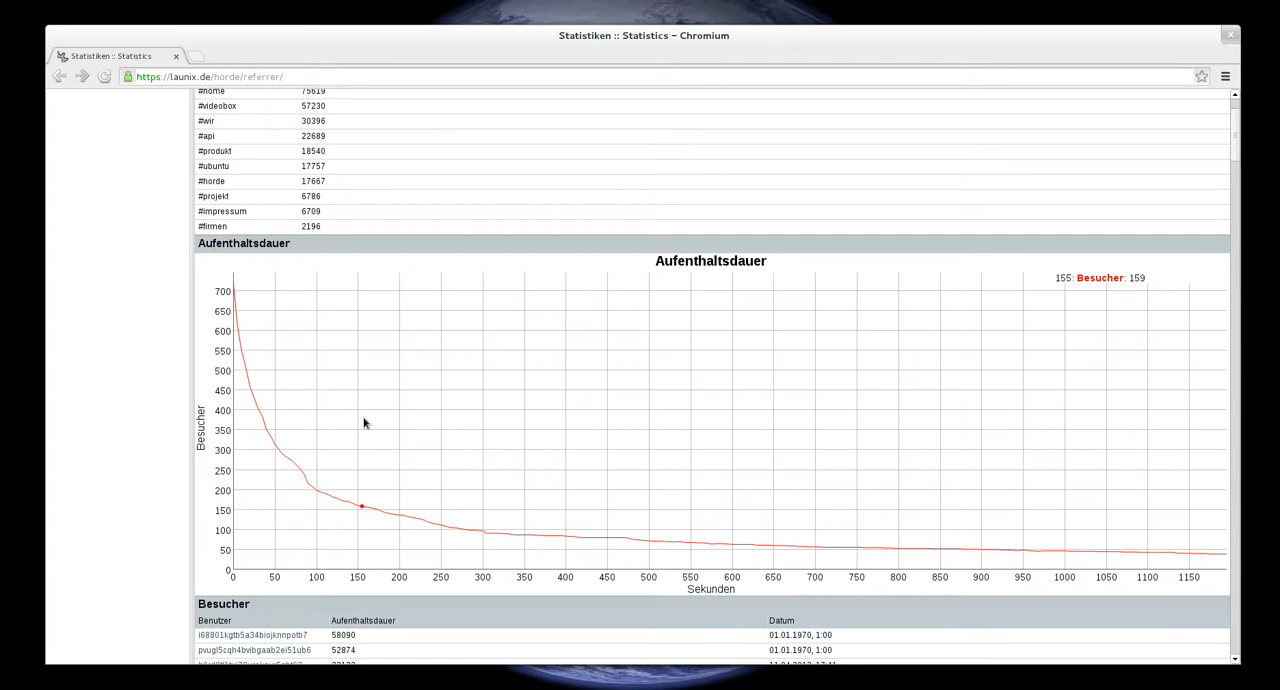 Statistiken :: Statistics – Chromium
Statistiken :: Statistics
https://launix.de/horde/referrer/
#home 75619
#videobox 57230
#wir 30396
#api 22689
#produkt 18540
#ubuntu 17757
#horde 17667
#projekt 6786
#impressum 6709
#firmen 2196
Aufenthaltsdauer
Aufenthaltsdauer
155: Besucher: 159
700
650
600
550
500
450
400
350
300
250
200
150
100
50
0
Besucher
0 50 100 150 200 250 300 350 400 450 500 550 600 650 700 750 800 850 900 950 1000 1050 1100 1150
Sekunden
Besucher
Benutzer Aufenthaltsdauer Datum
i68801kgtb5a34biojknnpotb7 58090 01.01.1970, 1:00
pvugl5cqh4bvibgaab2ei51ub6 52874 01.01.1970, 1:00